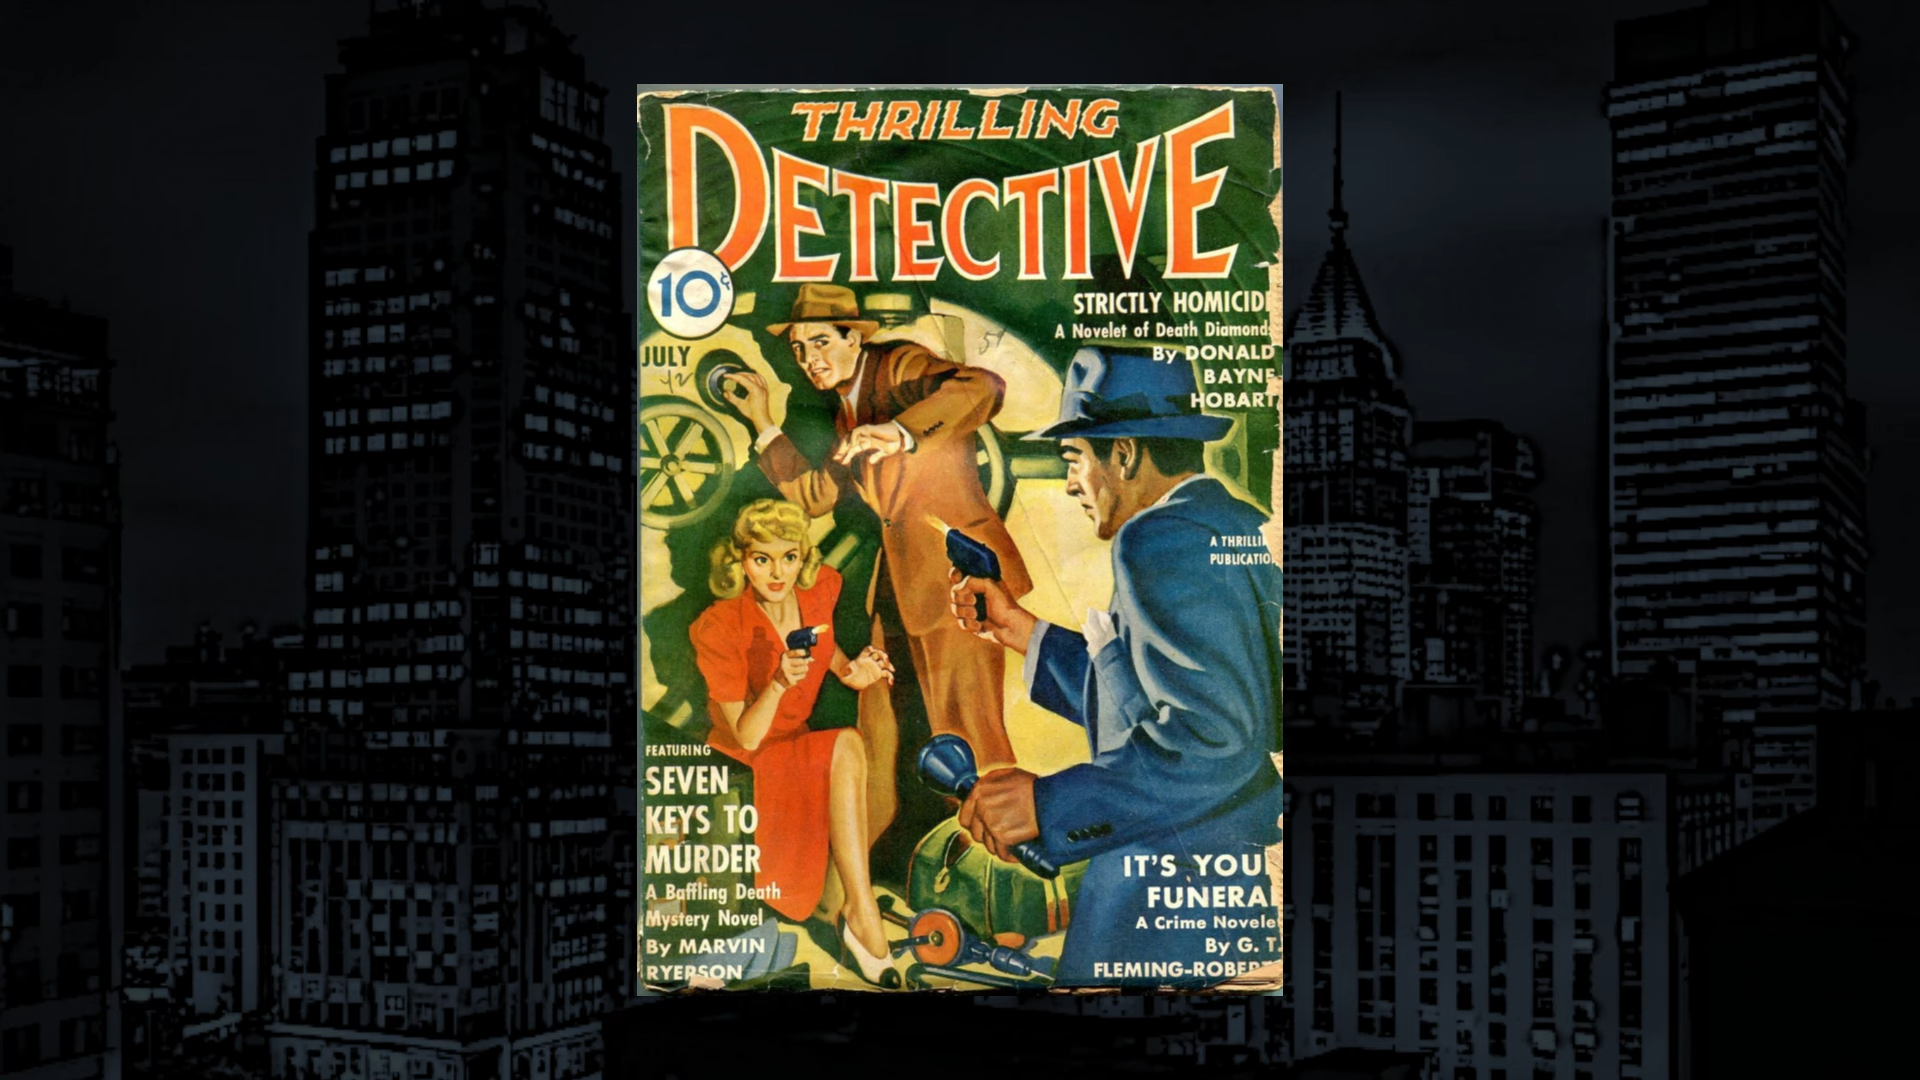 THRILLING
DETECTIVE
10¢
JULY
STRICTLY HOMICID
A Novelet of Death Diamonds
By DONALD
BAYNE
HOBART
A THRILLI
PUBLICATIO
FEATURING
SEVEN
KEYS TO
MURDER
A Baffling Death
Mystery Novel
By MARVIN
RYERSON
IT'S YOU
FUNERA
A Crime Novele
By G. T.
FLEMING-ROBERT